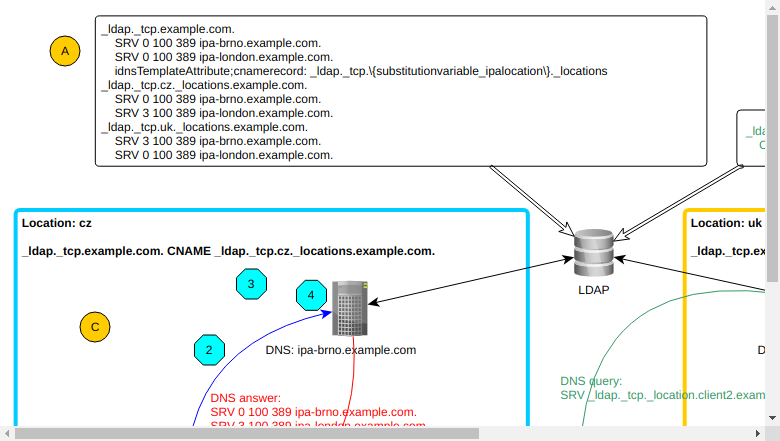 A
_ldap._tcp.example.com.
SRV 0 100 389 ipa-brno.example.com.
SRV 0 100 389 ipa-london.example.com.
idnsTemplateAttribute;cnamerecord: _ldap._tcp.\{substitutionvariable_ipalocation\}._locations
_ldap._tcp.cz._locations.example.com.
SRV 0 100 389 ipa-brno.example.com.
SRV 3 100 389 ipa-london.example.com.
_ldap._tcp.uk._locations.example.com.
SRV 3 100 389 ipa-brno.example.com.
SRV 0 100 389 ipa-london.example.com.
Location: cz
_ldap._tcp.example.com. CNAME _ldap._tcp.cz._locations.example.com.
Location: uk
3
4
LDAP
C
2
DNS: ipa-brno.example.com
DNS answer:
SRV 0 100 389 ipa-brno.example.com.
SRV 3 100 389 ipa-london.example.com.
DNS query:
SRV _ldap._tcp._location.client2.exam